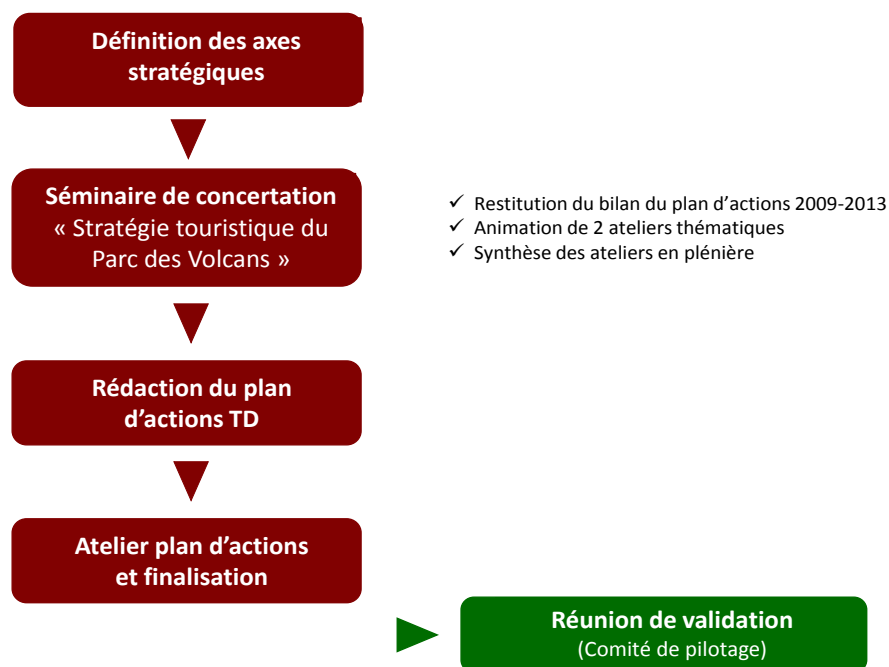 Définition des axes
stratégiques
Séminaire de concertation
« Stratégie touristique du
Parc des Volcans »
✓ Restitution du bilan du plan d’actions 2009-2013
✓ Animation de 2 ateliers thématiques
✓ Synthèse des ateliers en plénière
Rédaction du plan
d’actions TD
Atelier plan d’actions
et finalisation
Réunion de validation
(Comité de pilotage)